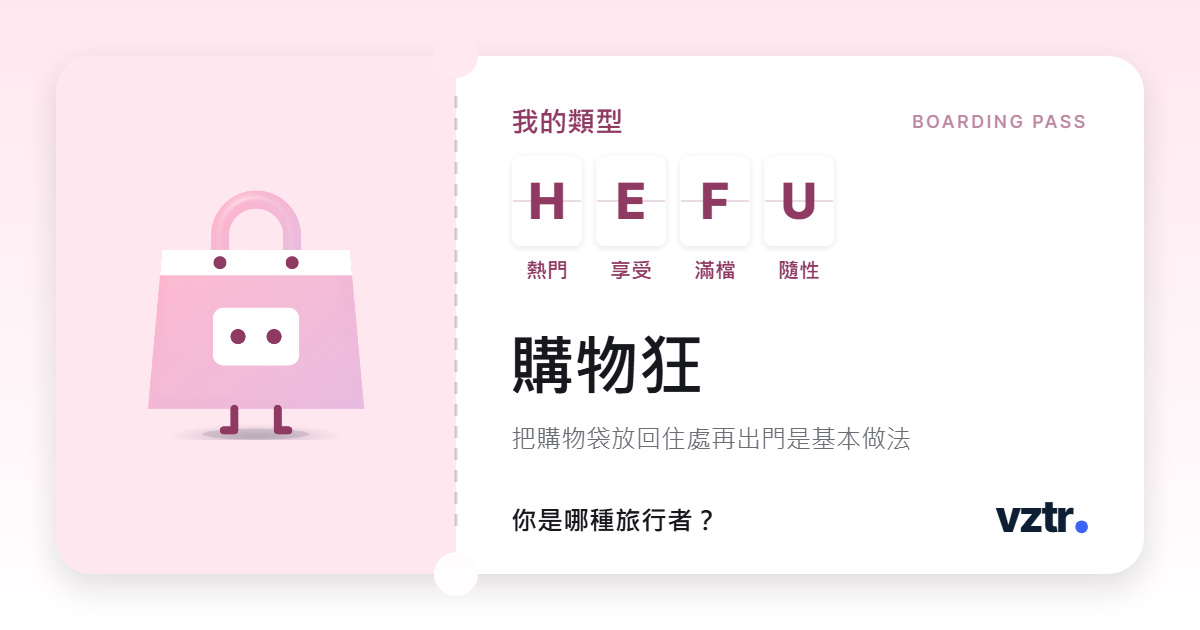 我的類型
BOARDING PASS
H E F U
熱門 享受 滿檔 隨性
購物狂
把購物袋放回住處再出門是基本做法
你是哪種旅行者？
vztr.